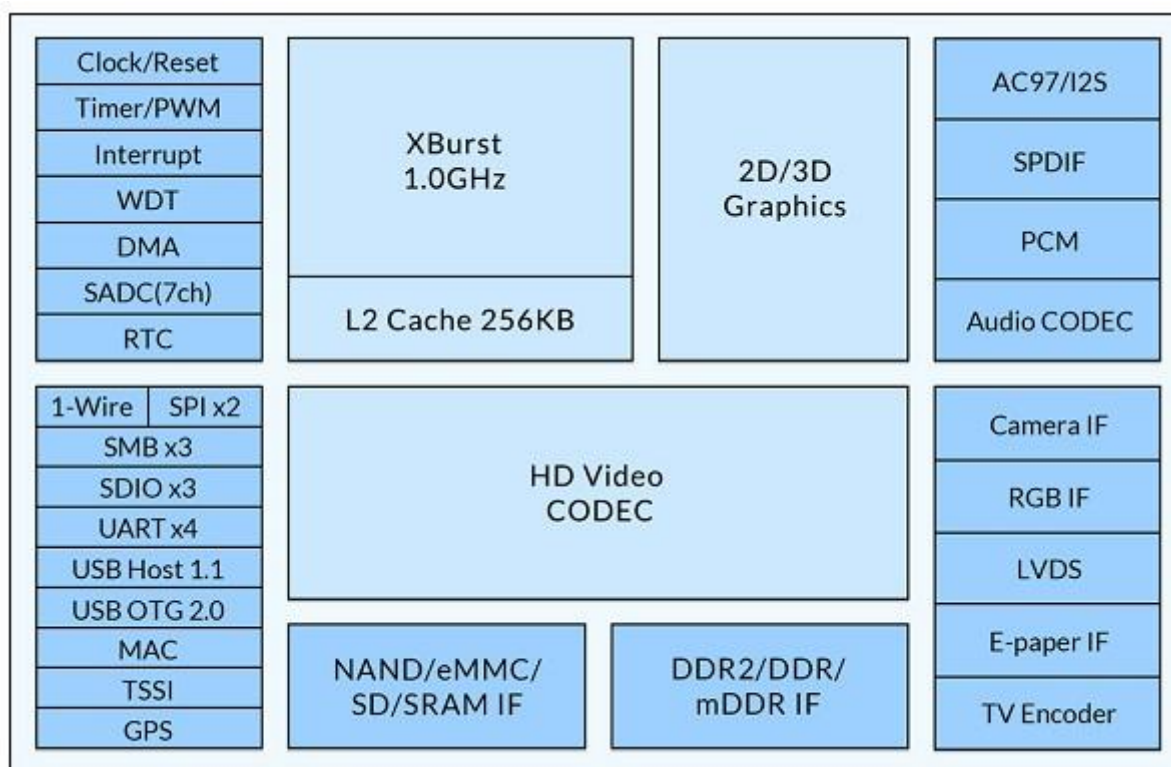 Clock/Reset
Timer/PWM
Interrupt
WDT
DMA
SADC(7ch)
RTC
XBurst
1.0GHz
L2 Cache 256KB
2D/3D
Graphics
AC97/I2S
SPDIF
PCM
Audio CODEC
1-Wire
SPI x2
SMB x3
SDIO x3
UART x4
USB Host 1.1
USB OTG 2.0
MAC
TSSI
GPS
HD Video
CODEC
NAND/eMMC/
SD/SRAM IF
DDR2/DDR/
mDDR IF
Camera IF
RGB IF
LVDS
E-paper IF
TV Encoder